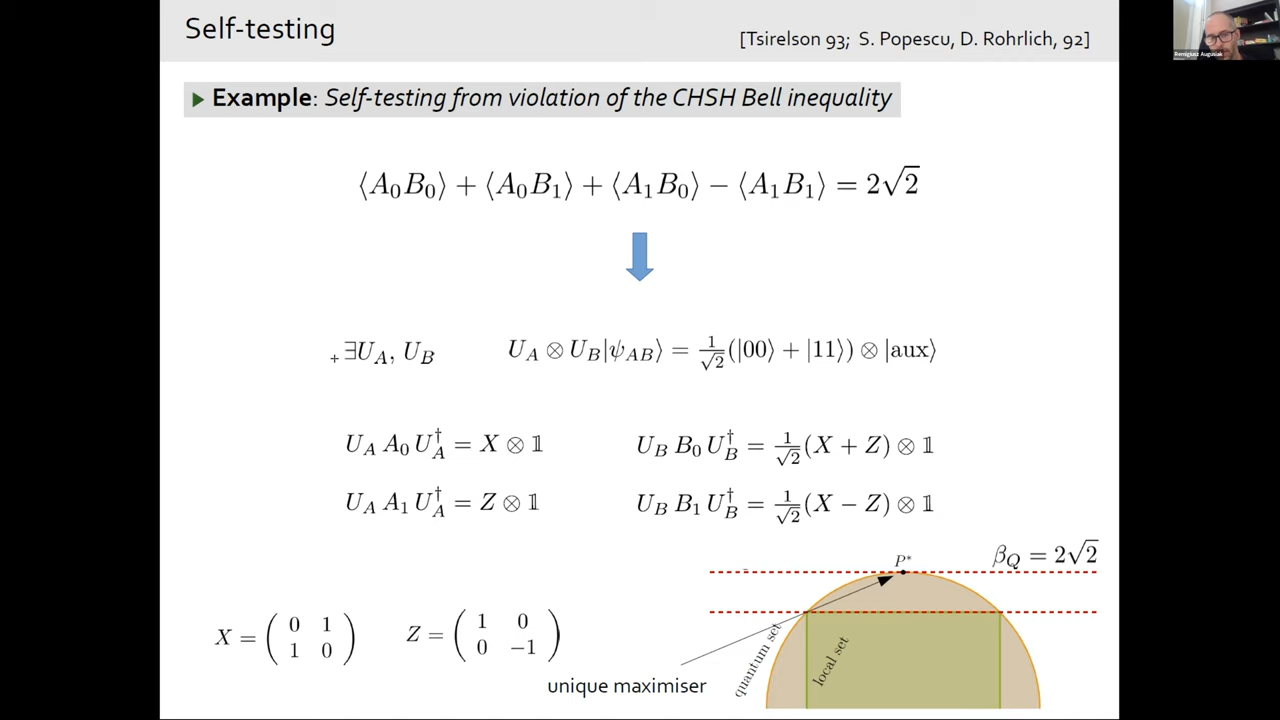 Self-testing
[Tsirelson 93; S. Popescu, D. Rohrlich, 92]
Remigiusz Augusiak
Example: Self-testing from violation of the CHSH Bell inequality
⟨A₀B₀⟩ + ⟨A₀B₁⟩ + ⟨A₁B₀⟩ − ⟨A₁B₁⟩ = 2√2
∃U_A, U_B
U_A ⊗ U_B|ψ_AB⟩ = 1/√2 (|00⟩ + |11⟩) ⊗ |aux⟩
U_A A₀ U_A† = X ⊗ 𝟙
U_B B₀ U_B† = 1/√2 (X + Z) ⊗ 𝟙
U_A A₁ U_A† = Z ⊗ 𝟙
U_B B₁ U_B† = 1/√2 (X − Z) ⊗ 𝟙
P*
β_Q = 2√2
X = ( 0 1
1 0 )
Z = ( 1 0
0 −1 )
quantum set
local set
unique maximiser